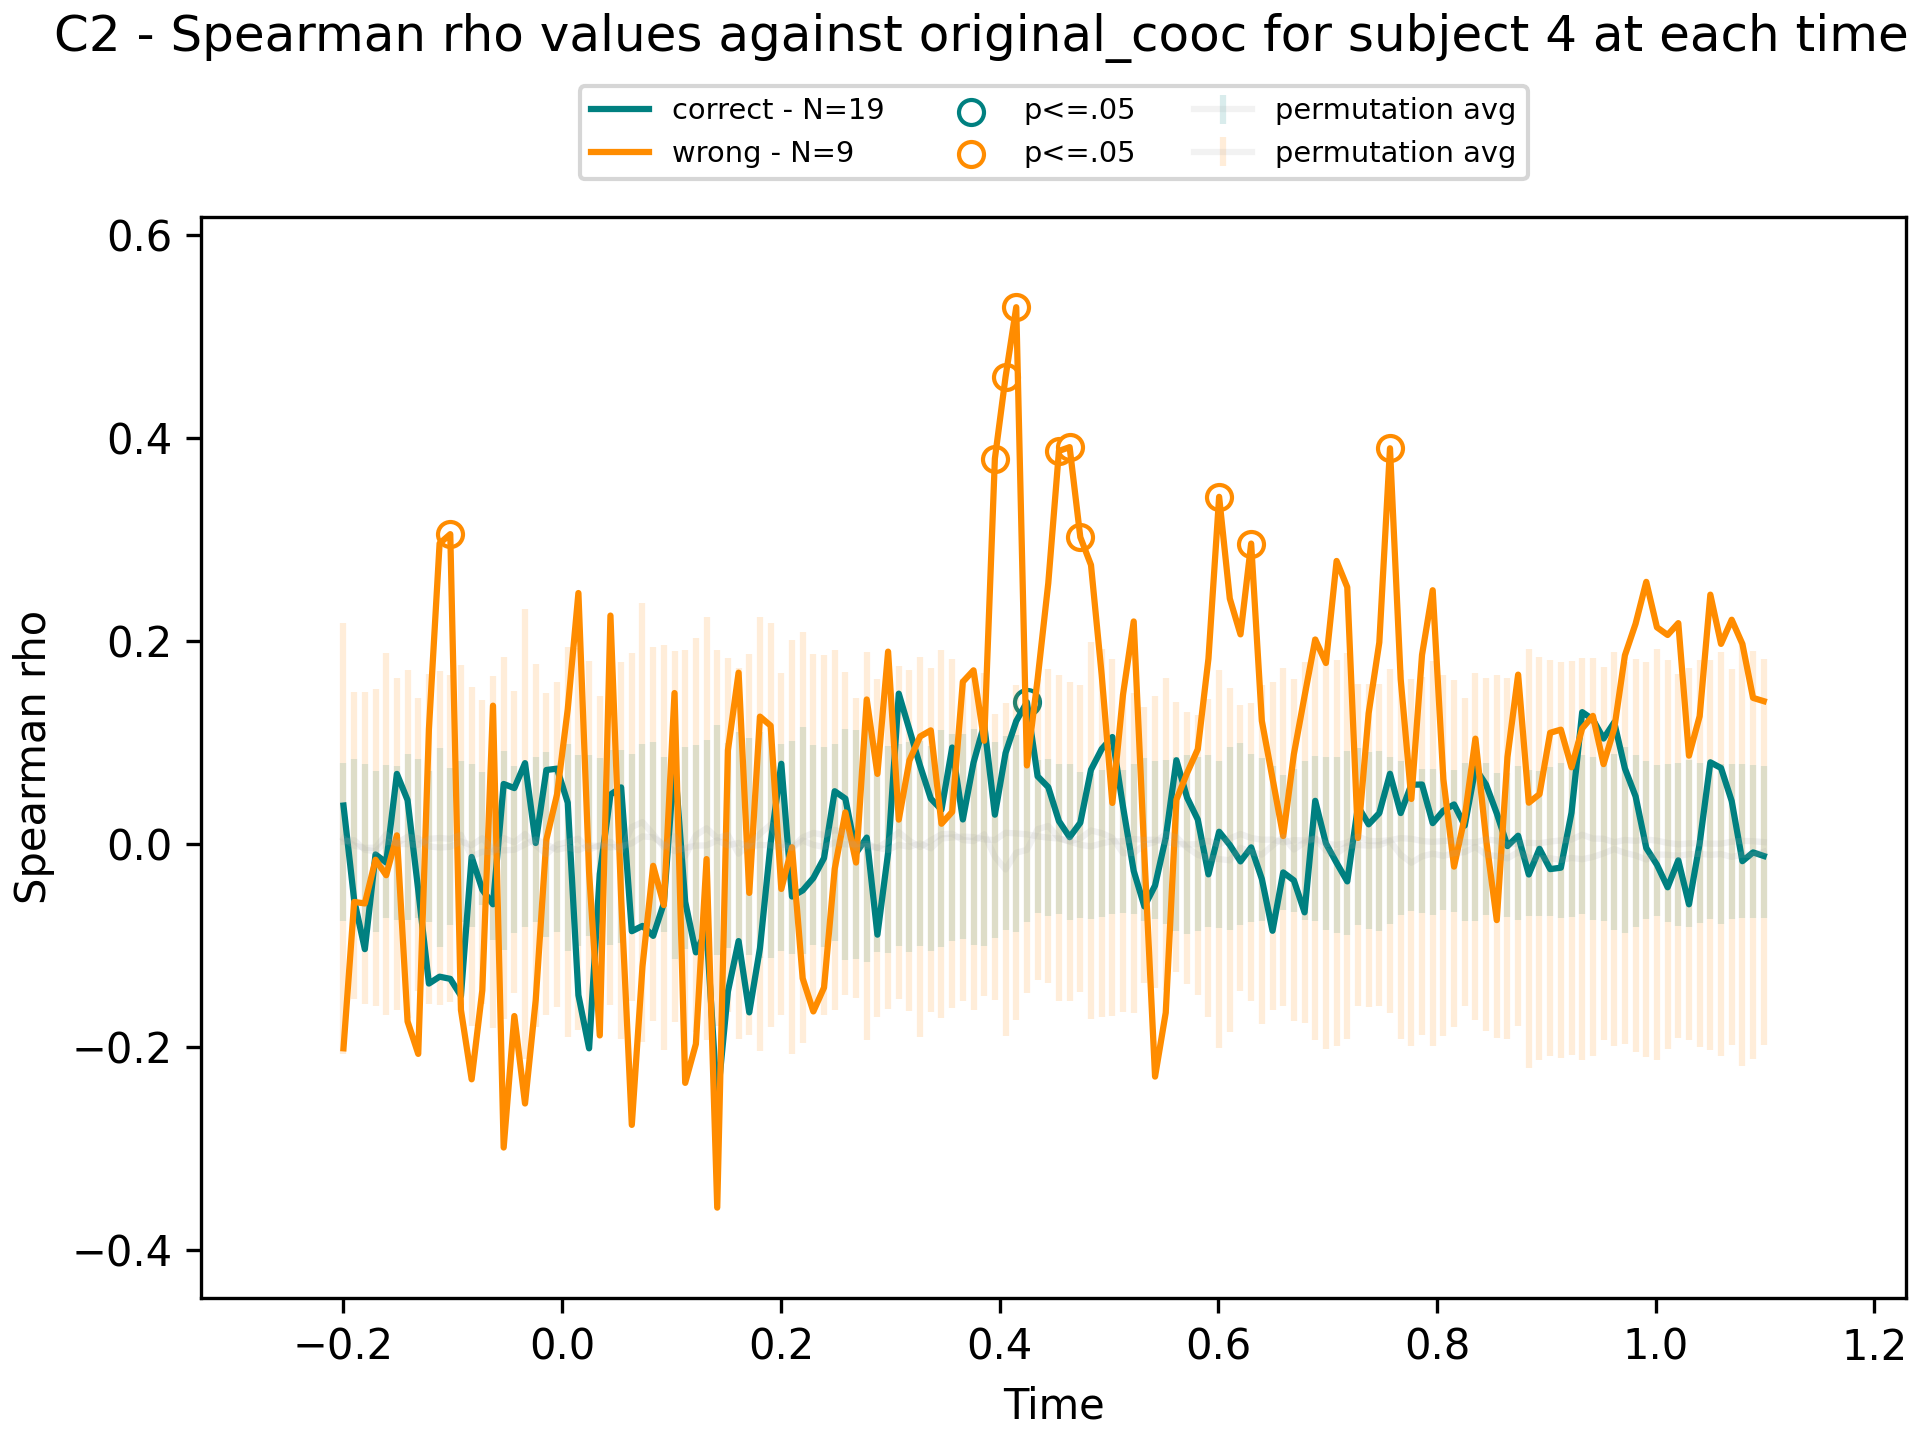 C2 - Spearman rho values against original_cooc for subject 4 at each time
correct - N=19
wrong - N=9
p<=.05
p<=.05
permutation avg
permutation avg
Spearman rho
0.6
0.4
0.2
0.0
−0.2
−0.4
−0.2
0.0
0.2
0.4
0.6
0.8
1.0
1.2
Time